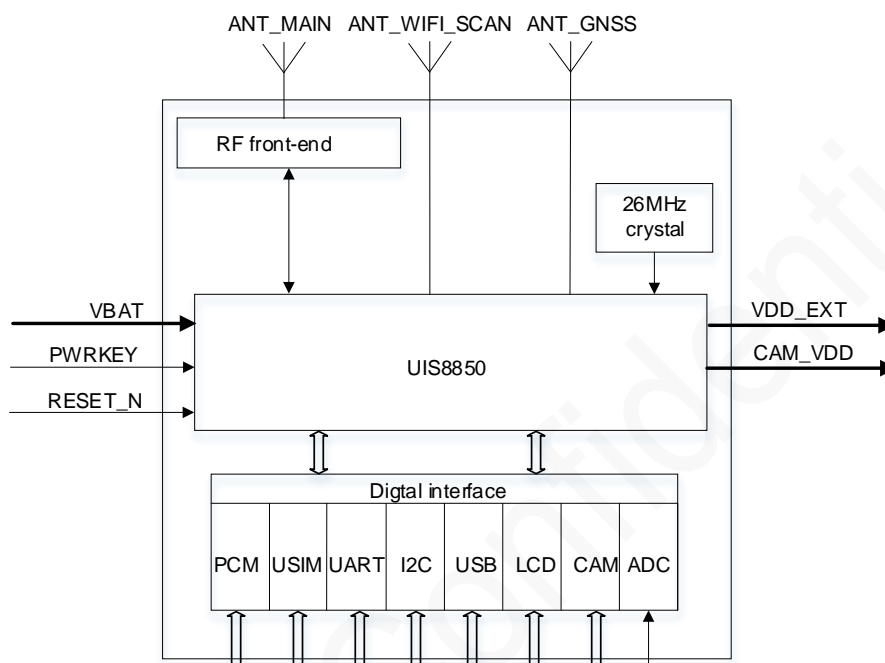 ANT_MAIN ANT_WIFI_SCAN ANT_GNSS
RF front-end
26MHz
crystal
VBAT
PWRKEY
RESET_N
UIS8850
VDD_EXT
CAM_VDD
Digtal interface
PCM USIM UART I2C USB LCD CAM ADC
Confidenti